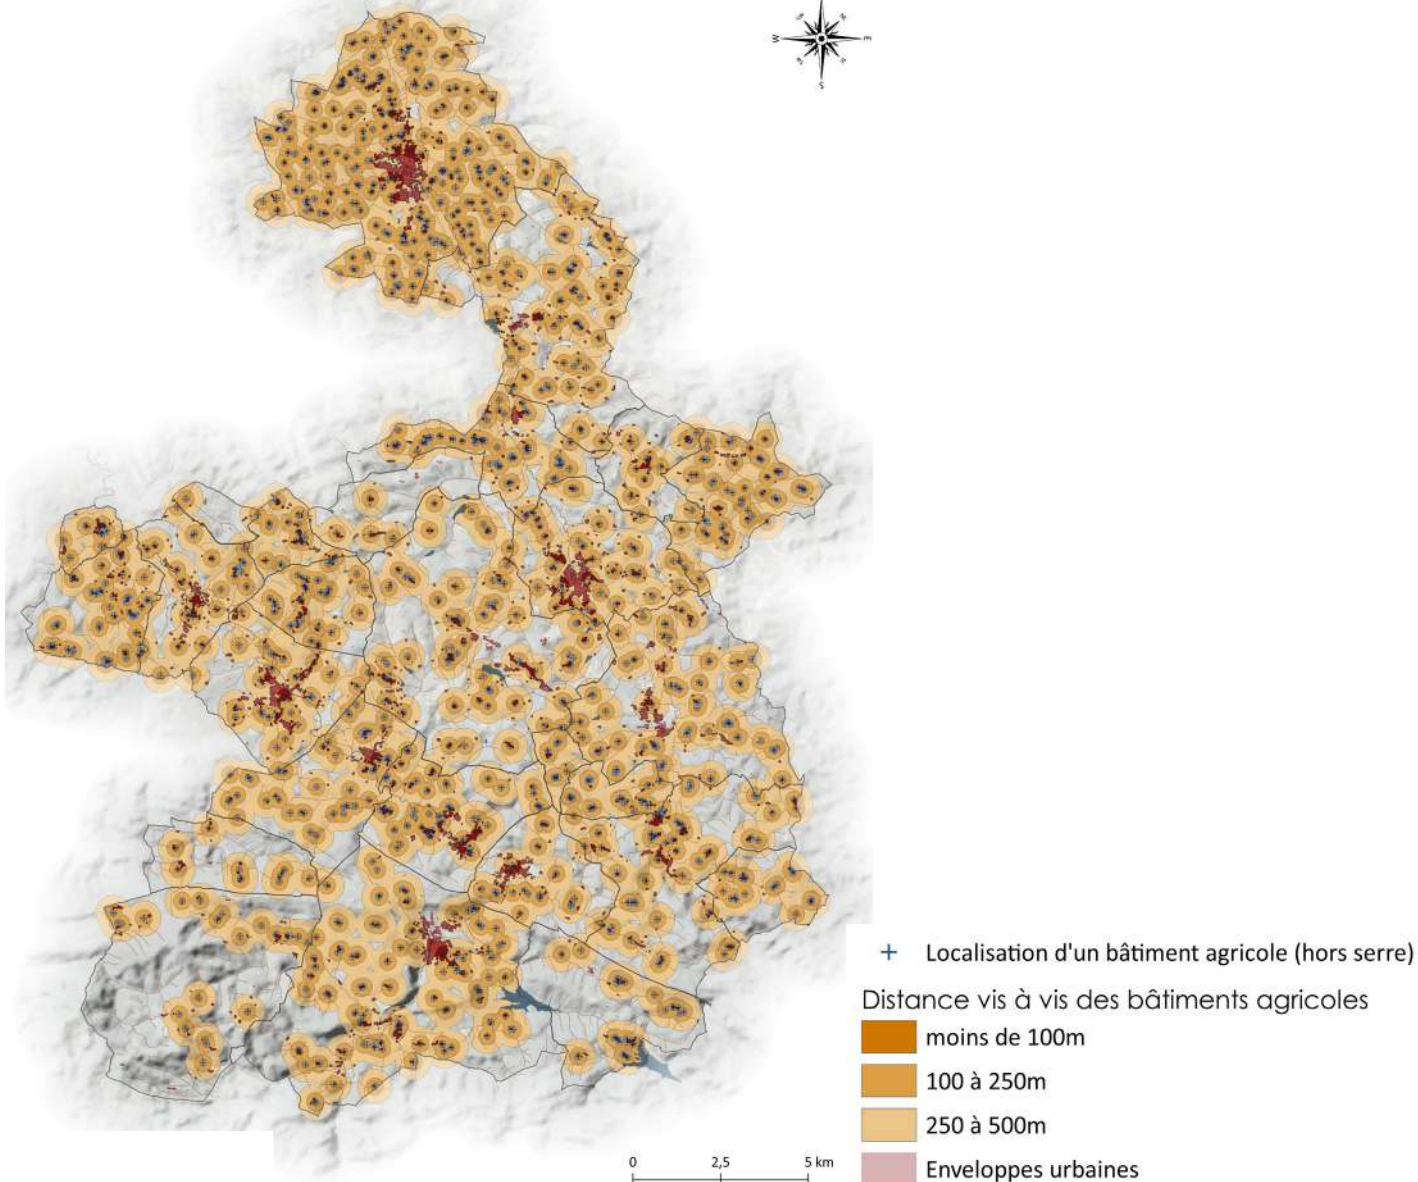 W
E
S
Localisation d'un bâtiment agricole (hors serre)
Distance vis à vis des bâtiments agricoles
moins de 100m
100 à 250m
250 à 500m
Enveloppes urbaines
0 2,5 5 km